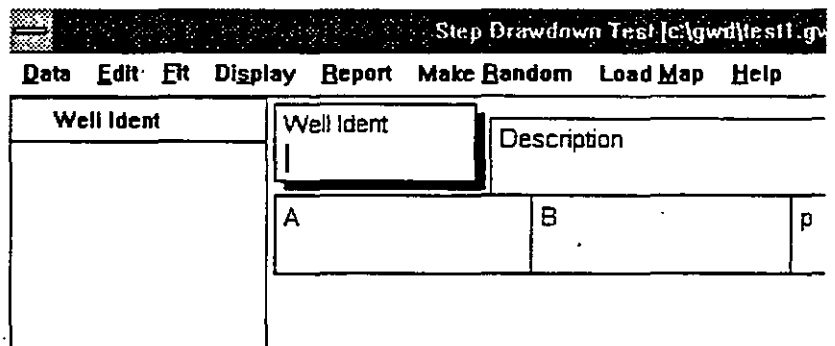 Step Drawdown Test [c:\gwd\test1.gw
Data Edit Fit Display Report Make Random Load Map Help
Well Ident
Well Ident
Description
A B p